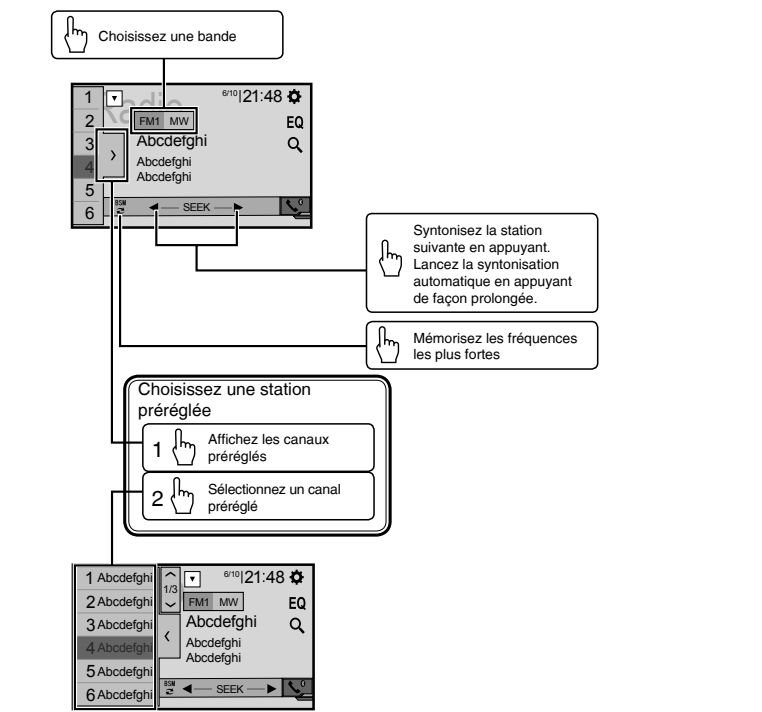 Choisissez une bande
1
2
3
4
5
6
Radio
6/10|21:48
FM1 MW
EQ
Abcdefghi
Abcdefghi
Abcdefghi
BSM
SEEK
Syntonisez la station
suivante en appuyant.
Lancez la syntonisation
automatique en appuyant
de façon prolongée.
Mémorisez les fréquences
les plus fortes
Choisissez une station
préréglée
1 Affichez les canaux
préréglés
2 Sélectionnez un canal
préréglé
1 Abcdefghi
2 Abcdefghi
3 Abcdefghi
4 Abcdefghi
5 Abcdefghi
6 Abcdefghi
1/3
6/10|21:48
FM1 MW
EQ
Abcdefghi
Abcdefghi
Abcdefghi
BSM
SEEK